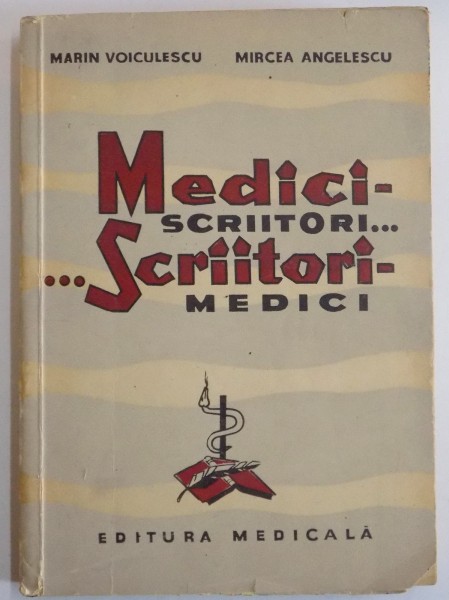 MARIN VOICULESCU MIRCEA ANGELESCU
Medici-
SCRIITORI...
...Scriitori-
MEDICI
EDITURA MEDICALĂ